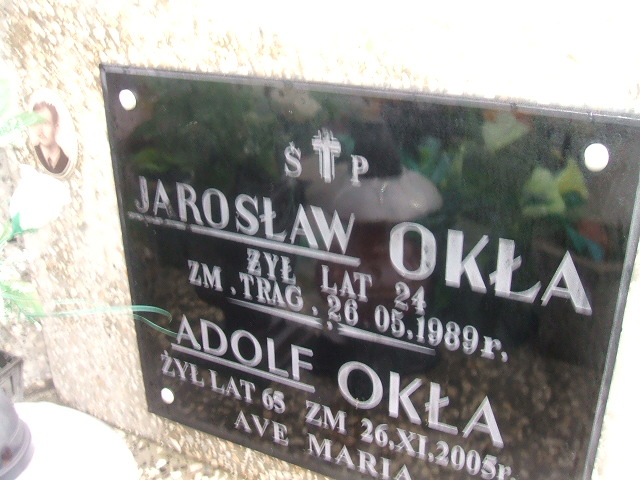 Ś P
JAROSŁAW OKŁA
ŻYŁ LAT 24
ZM. TRAG. 26 05.1989r.
ADOLF OKŁA
ŻYŁ LAT 65 ZM 26.XI.2005r.
AVE MARIA